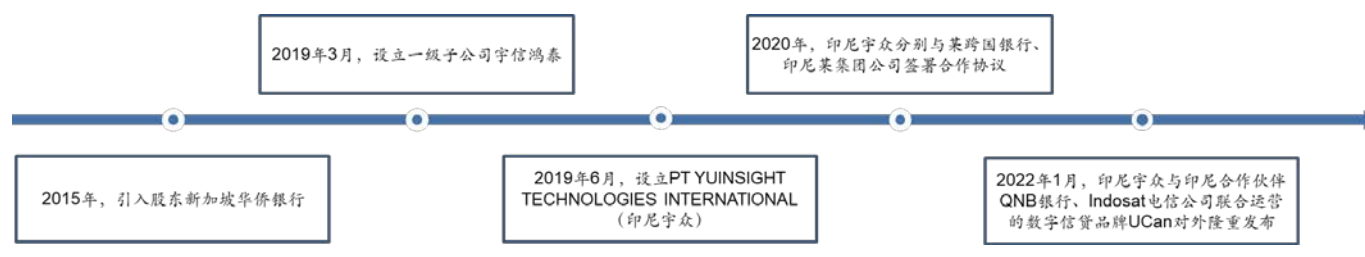 2019年3月，设立一级子公司宇信鸿泰
2020年，印尼宇众分别与某跨国银行、
印尼某集团公司签署合作协议
2015年，引入股东新加坡华侨银行
2019年6月，设立PT YUINSIGHT
TECHNOLOGIES INTERNATIONAL
（印尼宇众）
2022年1月，印尼宇众与印尼合作伙伴
QNB银行、Indosat电信公司联合运营
的数字信贷品牌UCan对外隆重发布